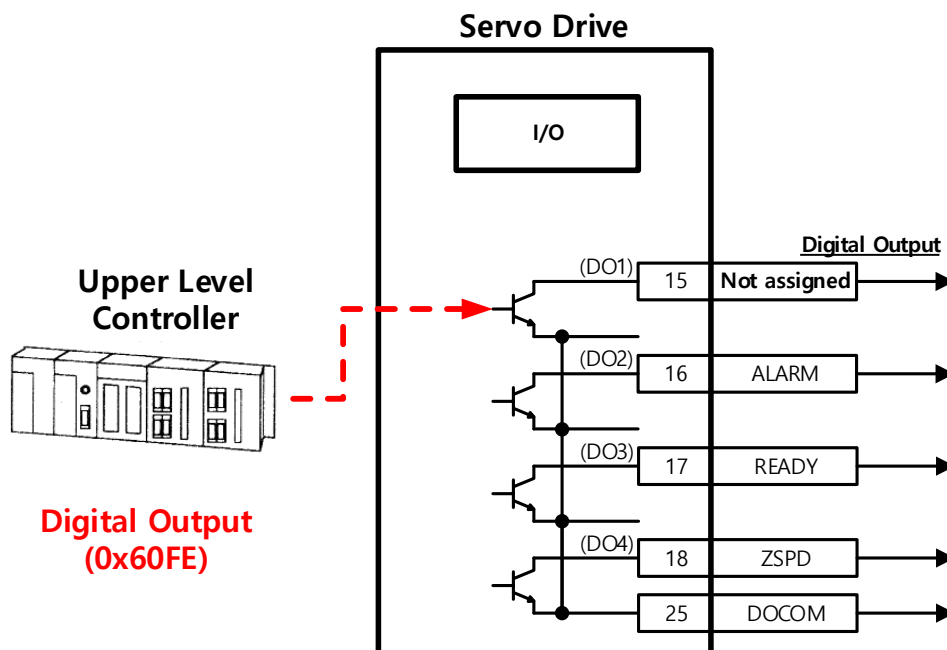 Servo Drive
I/O
Digital Output
(DO1)
15
Not assigned
Upper Level
Controller
(DO2)
16
ALARM
(DO3)
17
READY
Digital Output
(0x60FE)
(DO4)
18
ZSPD
25
DOCOM